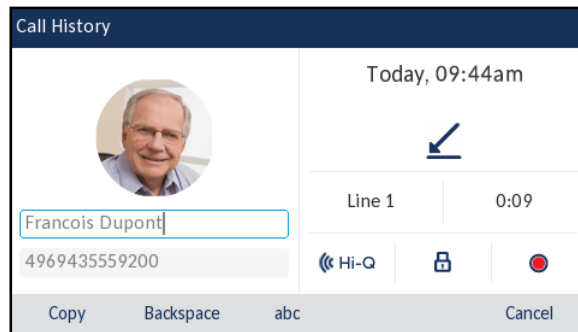 Call History
Today, 09:44am
Line 1 0:09
Francois Dupont
4969435559200
Hi-Q
Copy Backspace abc Cancel